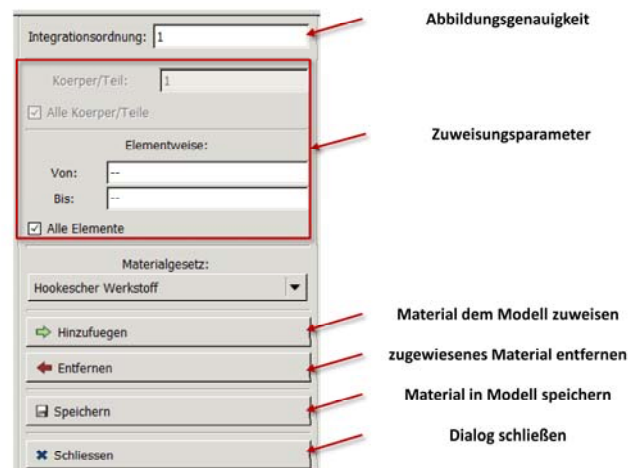 Integrationsordnung: 1
Abbildungsgenauigkeit
Koerper/Teil: 1
Alle Koerper/Teile
Zuweisungsparameter
Elementweise:
Von: --
Bis: --
Alle Elemente
Materialgesetz:
Hookescher Werkstoff
Hinzufuegen
Material dem Modell zuweisen
Entfernen
zugewiesenes Material entfernen
Speichern
Material in Modell speichern
Schliessen
Dialog schließen